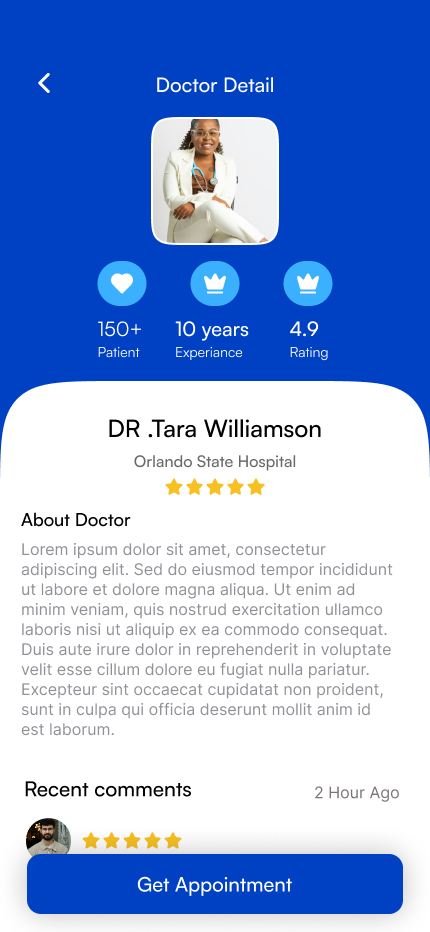 Doctor Detail
150+
10 years
4.9
Patient
Experiance
Rating
DR .Tara Williamson
Orlando State Hospital
About Doctor
Lorem ipsum dolor sit amet, consectetur
adipiscing elit. Sed do eiusmod tempor incididunt
ut labore et dolore magna aliqua. Ut enim ad
minim veniam, quis nostrud exercitation ullamco
laboris nisi ut aliquip ex ea commodo consequat.
Duis aute irure dolor in reprehenderit in voluptate
velit esse cillum dolore eu fugiat nulla pariatur.
Excepteur sint occaecat cupidatat non proident,
sunt in culpa qui officia deserunt mollit anim id
est laborum.
Recent comments
2 Hour Ago
Get Appointment